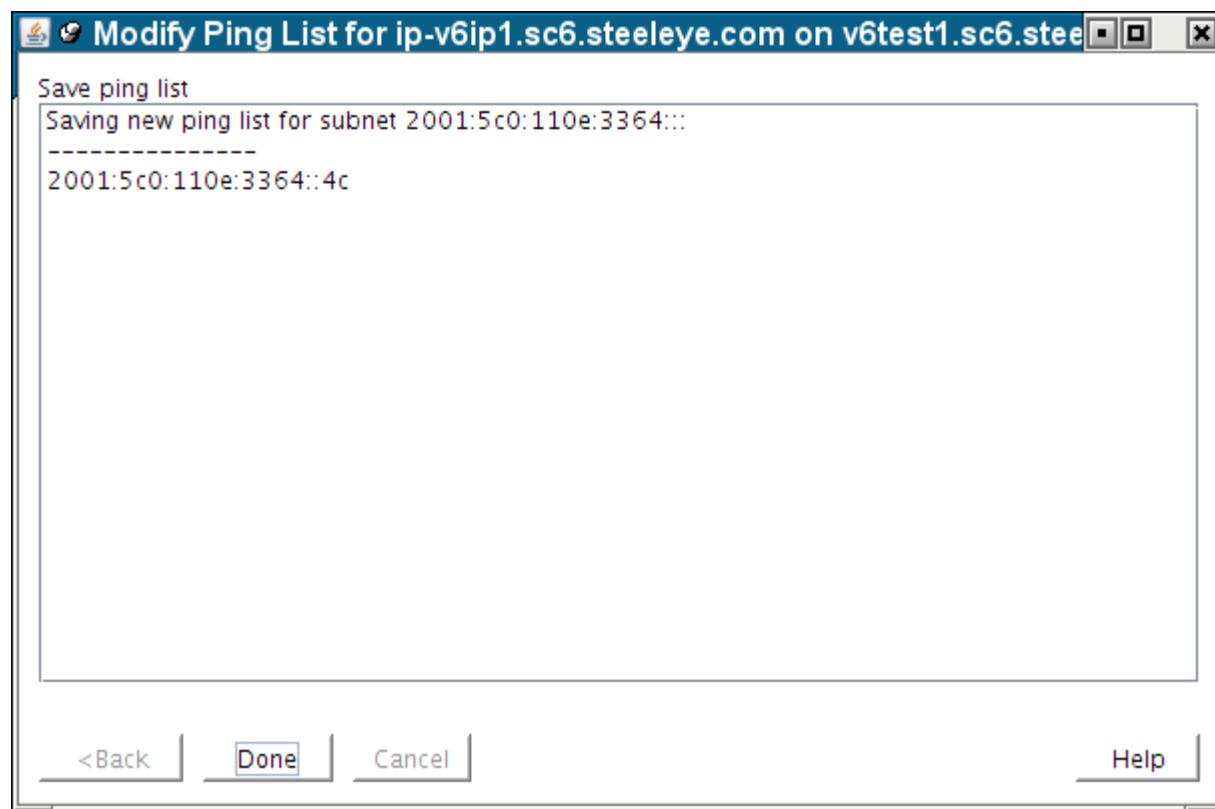 Modify Ping List for ip-v6ip1.sc6.steeleye.com on v6test1.sc6.stee
Save ping list
Saving new ping list for subnet 2001:5c0:110e:3364:::
---------------
2001:5c0:110e:3364::4c
<Back Done Cancel Help